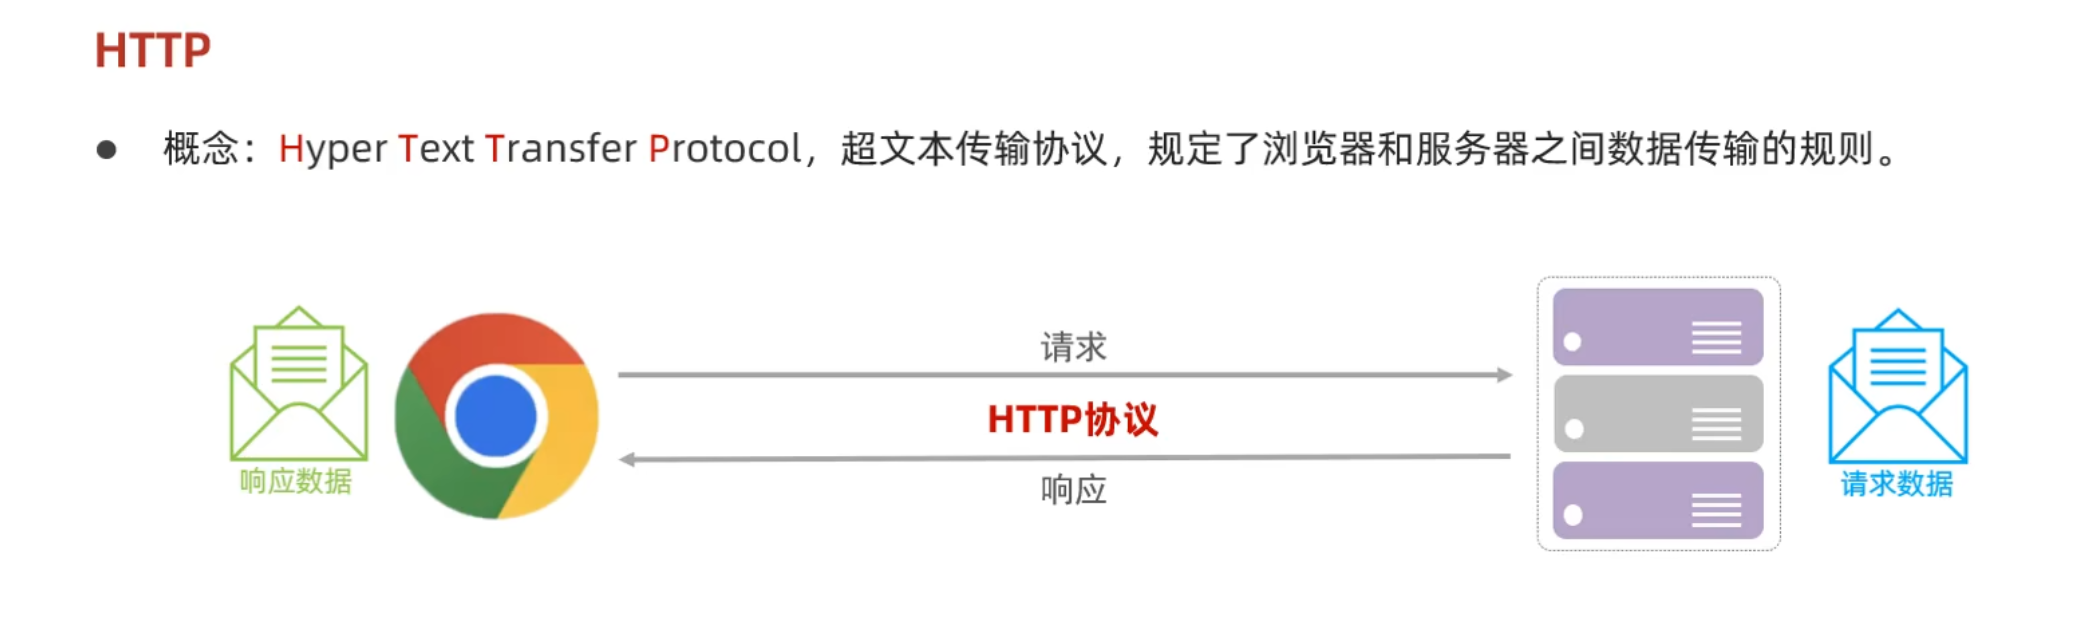 HTTP
● 概念：Hyper Text Transfer Protocol，超文本传输协议，规定了浏览器和服务器之间数据传输的规则。
请求
HTTP协议
响应
响应数据
请求数据